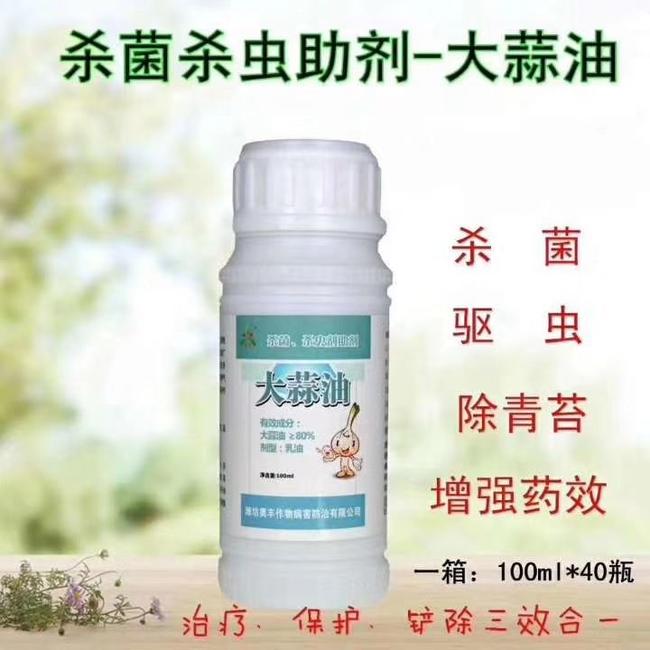 杀菌杀虫助剂-大蒜油
杀菌
驱虫
除青苔
增强药效
杀菌、杀虫剂助剂
大蒜油
有效成分：
大蒜油 ≥80%
剂型：乳油
净含量:100ml
潍坊奥丰作物病害防治有限公司
一箱：100ml*40瓶
治疗、保护、铲除三效合一